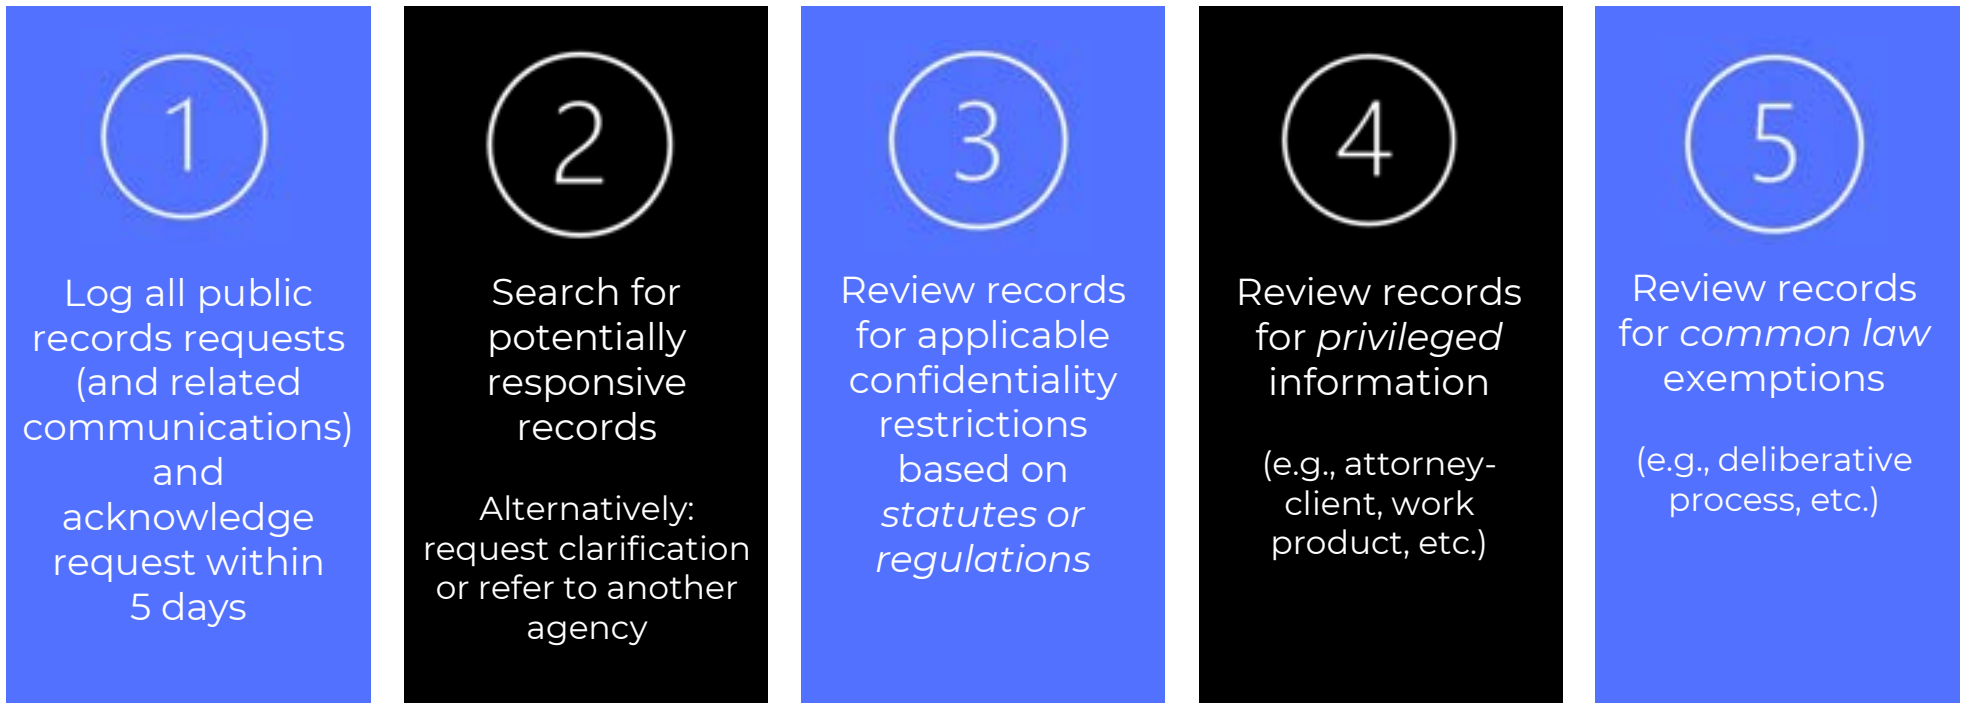 1
Log all public
records requests
(and related
communications)
and
acknowledge
request within
5 days
2
Search for
potentially
responsive
records
Alternatively:
request clarification
or refer to another
agency
3
Review records
for applicable
confidentiality
restrictions
based on
statutes or
regulations
4
Review records
for privileged
information
(e.g., attorney-
client, work
product, etc.)
5
Review records
for common law
exemptions
(e.g., deliberative
process, etc.)